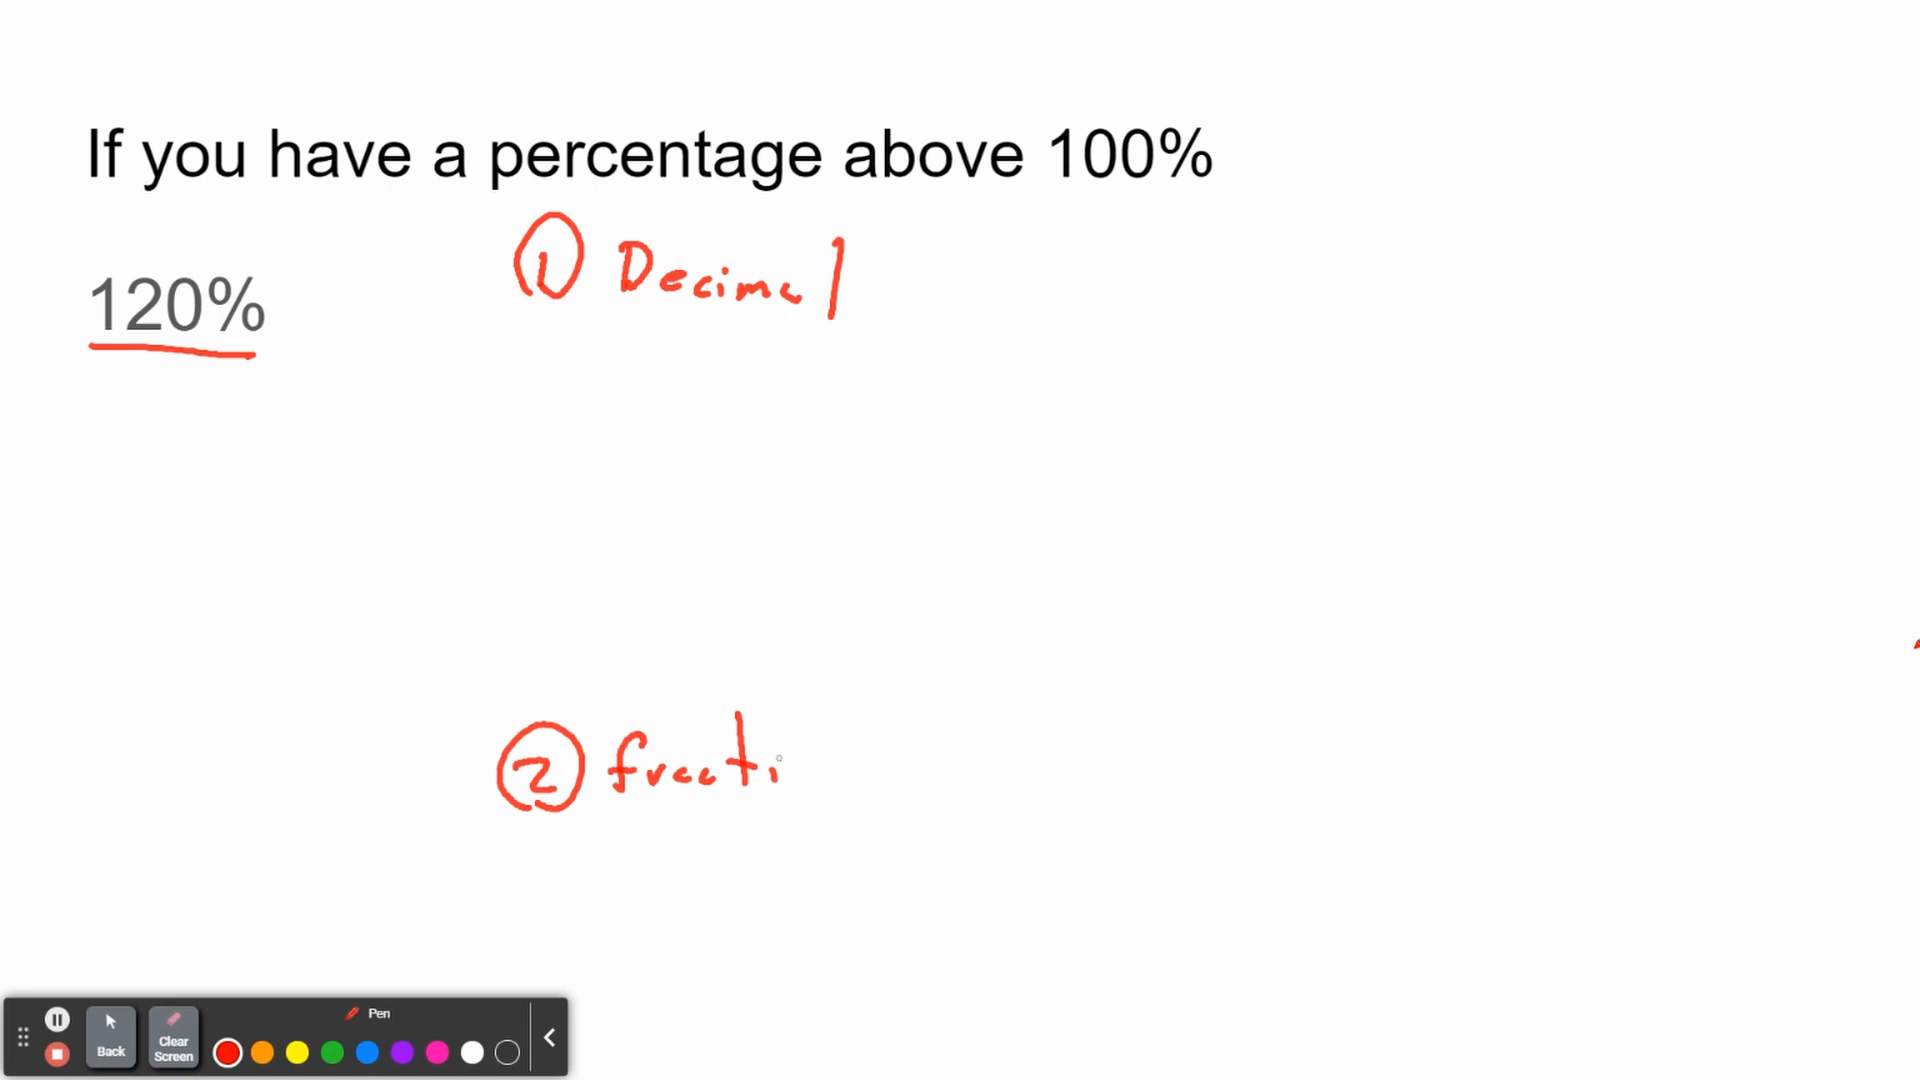 If you have a percentage above 100%
① Decimal
120%
② fracti
Pen
Back
Clear
Screen